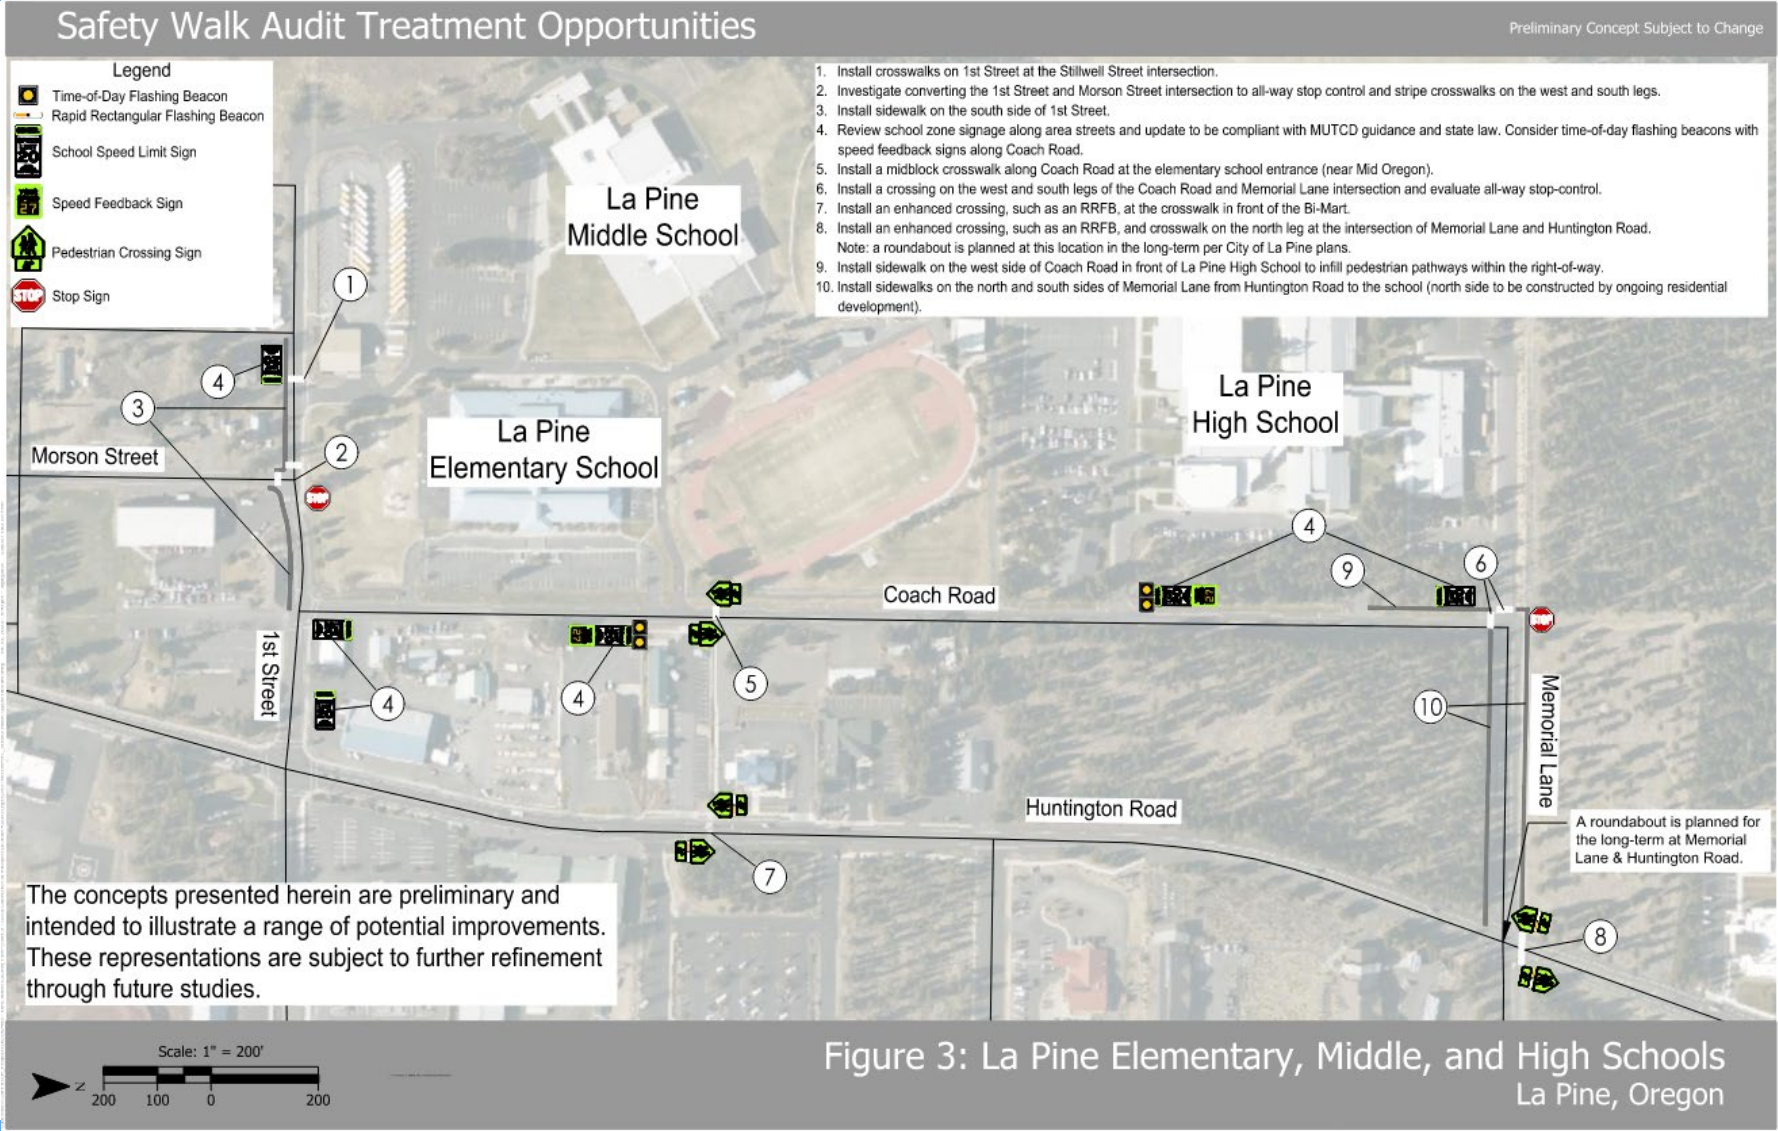 Safety Walk Audit Treatment Opportunities
Preliminary Concept Subject to Change
Legend
Time-of-Day Flashing Beacon
Rapid Rectangular Flashing Beacon
School Speed Limit Sign
Speed Feedback Sign
Pedestrian Crossing Sign
STOP
Stop Sign
1. Install crosswalks on 1st Street at the Stillwell Street intersection.
2. Investigate converting the 1st Street and Morson Street intersection to all-way stop control and stripe crosswalks on the west and south legs.
3. Install sidewalk on the south side of 1st Street.
4. Review school zone signage along area streets and update to be compliant with MUTCD guidance and state law. Consider time-of-day flashing beacons with
speed feedback signs along Coach Road.
5. Install a midblock crosswalk along Coach Road at the elementary school entrance (near Mid Oregon).
6. Install a crossing on the west and south legs of the Coach Road and Memorial Lane intersection and evaluate all-way stop-control.
7. Install an enhanced crossing, such as an RRFB, at the crosswalk in front of the Bi-Mart.
8. Install an enhanced crossing, such as an RRFB, and crosswalk on the north leg at the intersection of Memorial Lane and Huntington Road.
Note: a roundabout is planned at this location in the long-term per City of La Pine plans.
9. Install sidewalk on the west side of Coach Road in front of La Pine High School to infill pedestrian pathways within the right-of-way.
10. Install sidewalks on the north and south sides of Memorial Lane from Huntington Road to the school (north side to be constructed by ongoing residential
development).
La Pine
Middle School
1
4
3
La Pine
High School
La Pine
Elementary School
Morson Street
2
STOP
4
9
6
Coach Road
STOP
1st Street
4
4
5
10
Memorial Lane
Huntington Road
7
A roundabout is planned for
the long-term at Memorial
Lane & Huntington Road.
8
The concepts presented herein are preliminary and
intended to illustrate a range of potential improvements.
These representations are subject to further refinement
through future studies.
Scale: 1" = 200'
N
200 100 0 200
Figure 3: La Pine Elementary, Middle, and High Schools
La Pine, Oregon